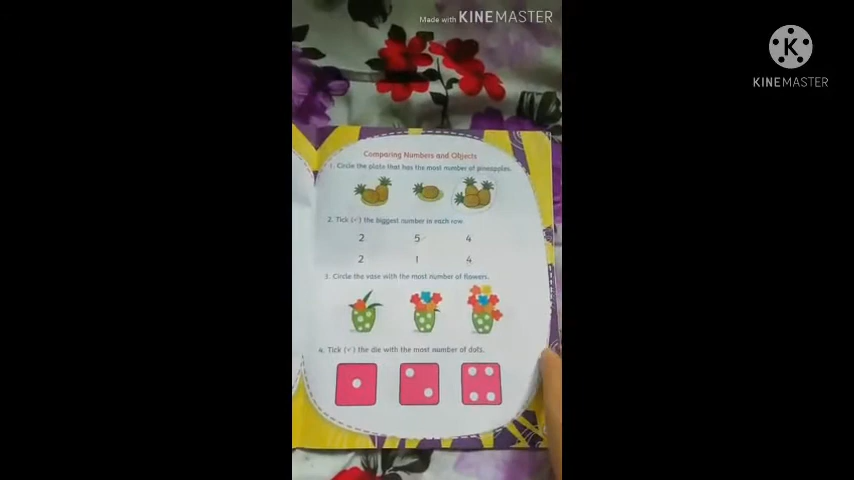 Made with KINEMASTER
KINEMASTER
Comparing Numbers and Objects
1. Circle the plate that has the most number of pineapples.
2. Tick (✓) the biggest number in each row.
2 5 4
2 1 4
3. Circle the vase with the most number of flowers.
4. Tick (✓) the die with the most number of dots.